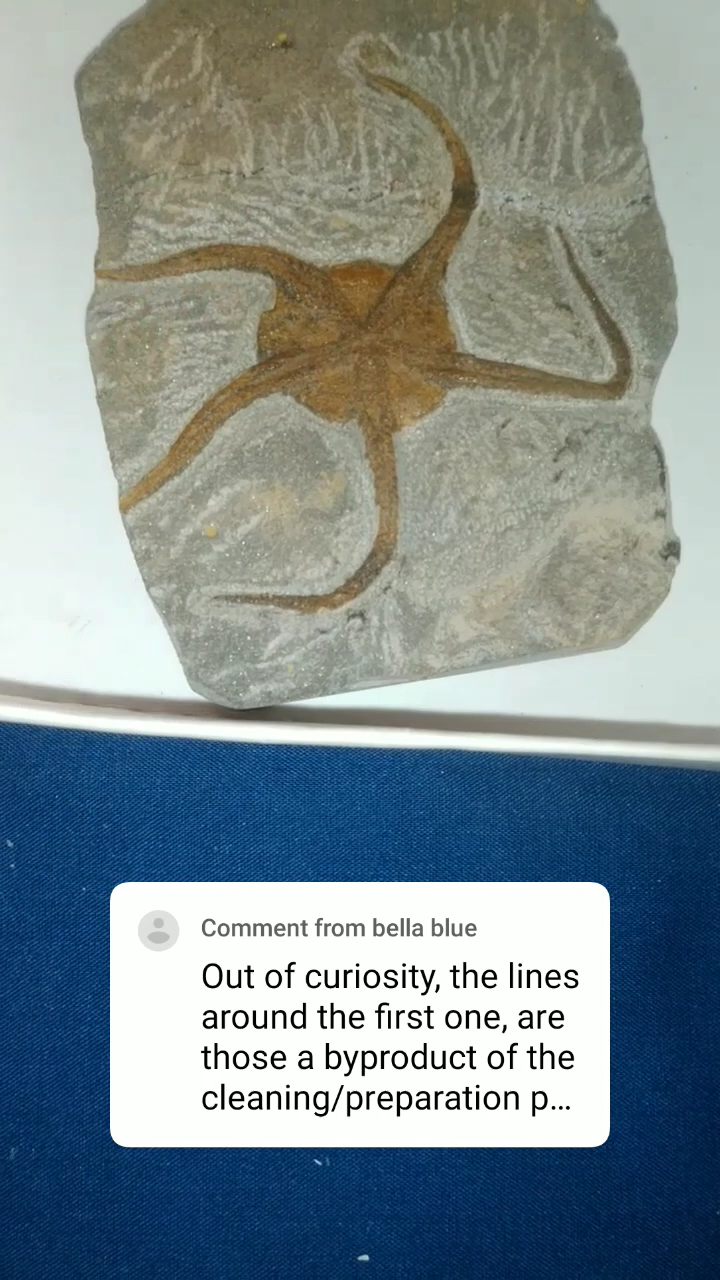 Comment from bella blue
Out of curiosity, the lines
around the first one, are
those a byproduct of the
cleaning/preparation p...